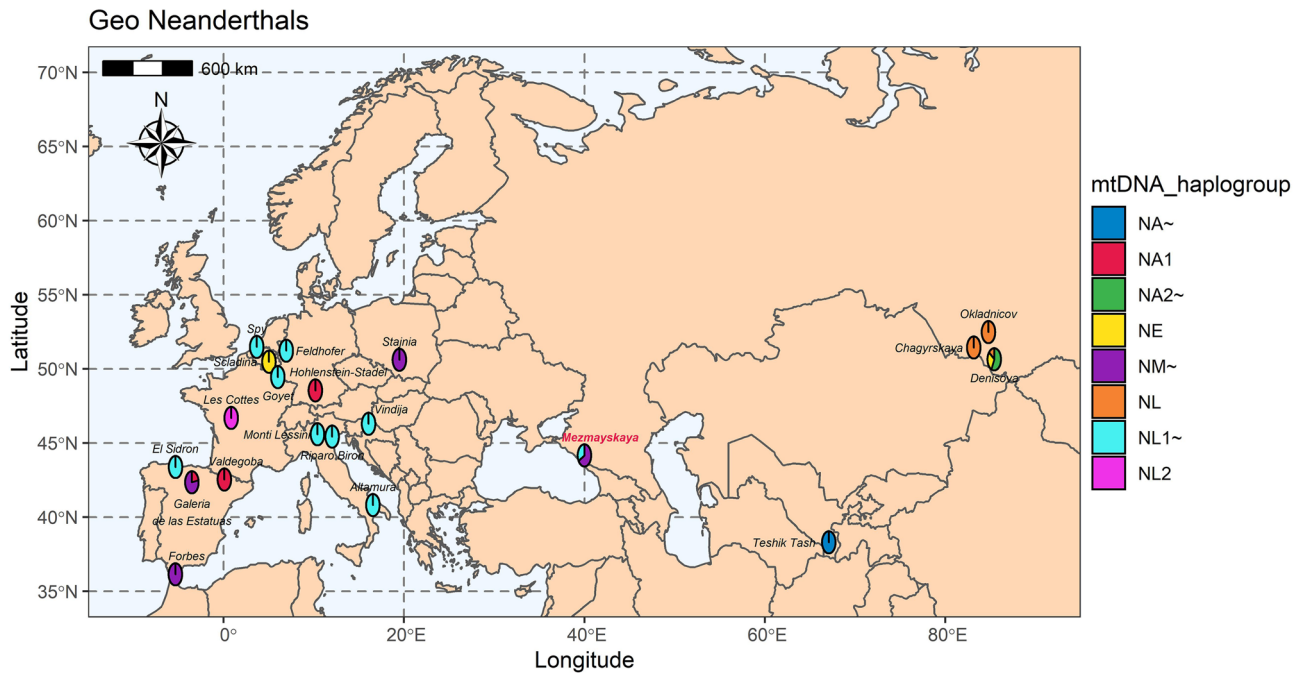 Geo Neanderthals
600 km
N
70°N
65°N
60°N
55°N
50°N
45°N
40°N
35°N
Latitude
0°
20°E
40°E
60°E
80°E
Longitude
Spy
Scladina
Feldhofer
Goyet
Hohlenstein-Stadel
Stajnia
Les Cottes
Vindija
Monti Lessini
Riparo Biron
El Sidron
Valdegoba
Galeria
de las Estatuas
Altamura
Forbes
Mezmayskaya
Teshik Tash
Okladnicov
Chagyrskaya
Denisova
mtDNA_haplogroup
NA~
NA1
NA2~
NE
NM~
NL
NL1~
NL2